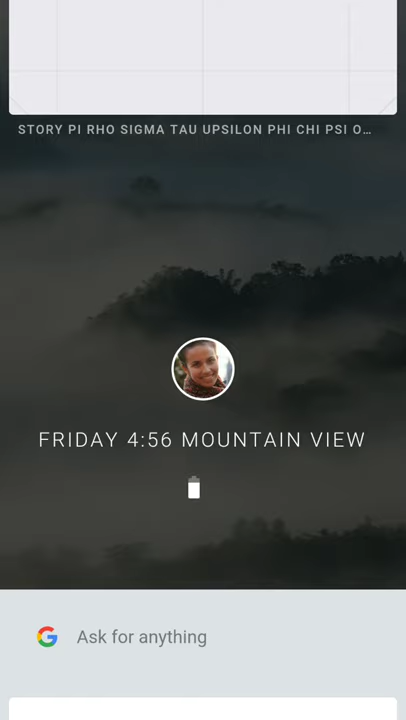 STORY PI RHO SIGMA TAU UPSILON PHI CHI PSI O…
FRIDAY 4:56 MOUNTAIN VIEW
Ask for anything